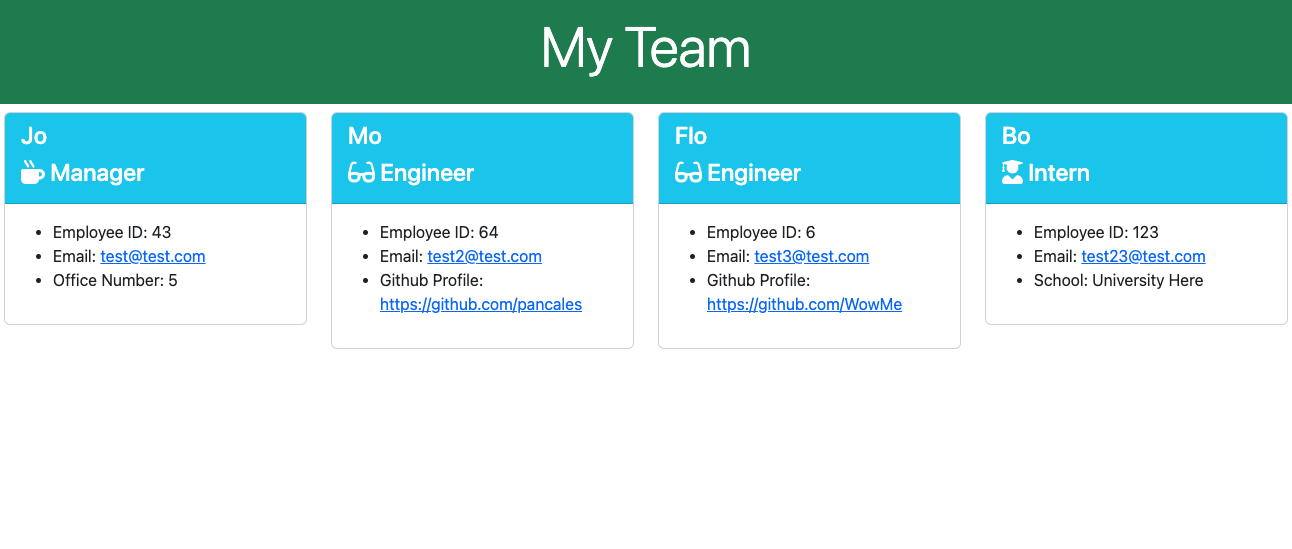 My Team
Jo
Manager
Employee ID: 43
Email: test@test.com
Office Number: 5
Mo
Engineer
Employee ID: 64
Email: test2@test.com
Github Profile:
https://github.com/pancales
Flo
Engineer
Employee ID: 6
Email: test3@test.com
Github Profile:
https://github.com/WowMe
Bo
Intern
Employee ID: 123
Email: test23@test.com
School: University Here